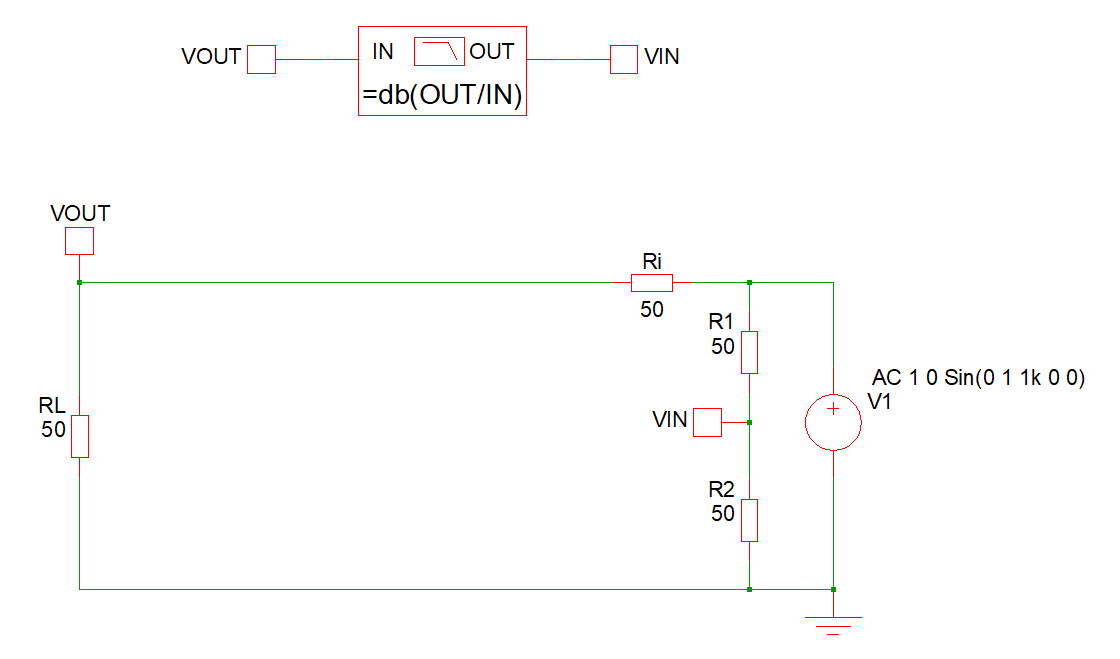 VOUT
IN
OUT
VIN
=db(OUT/IN)
VOUT
Ri
50
R1
50
AC 1 0 Sin(0 1 1k 0 0)
V1
RL
50
VIN
R2
50